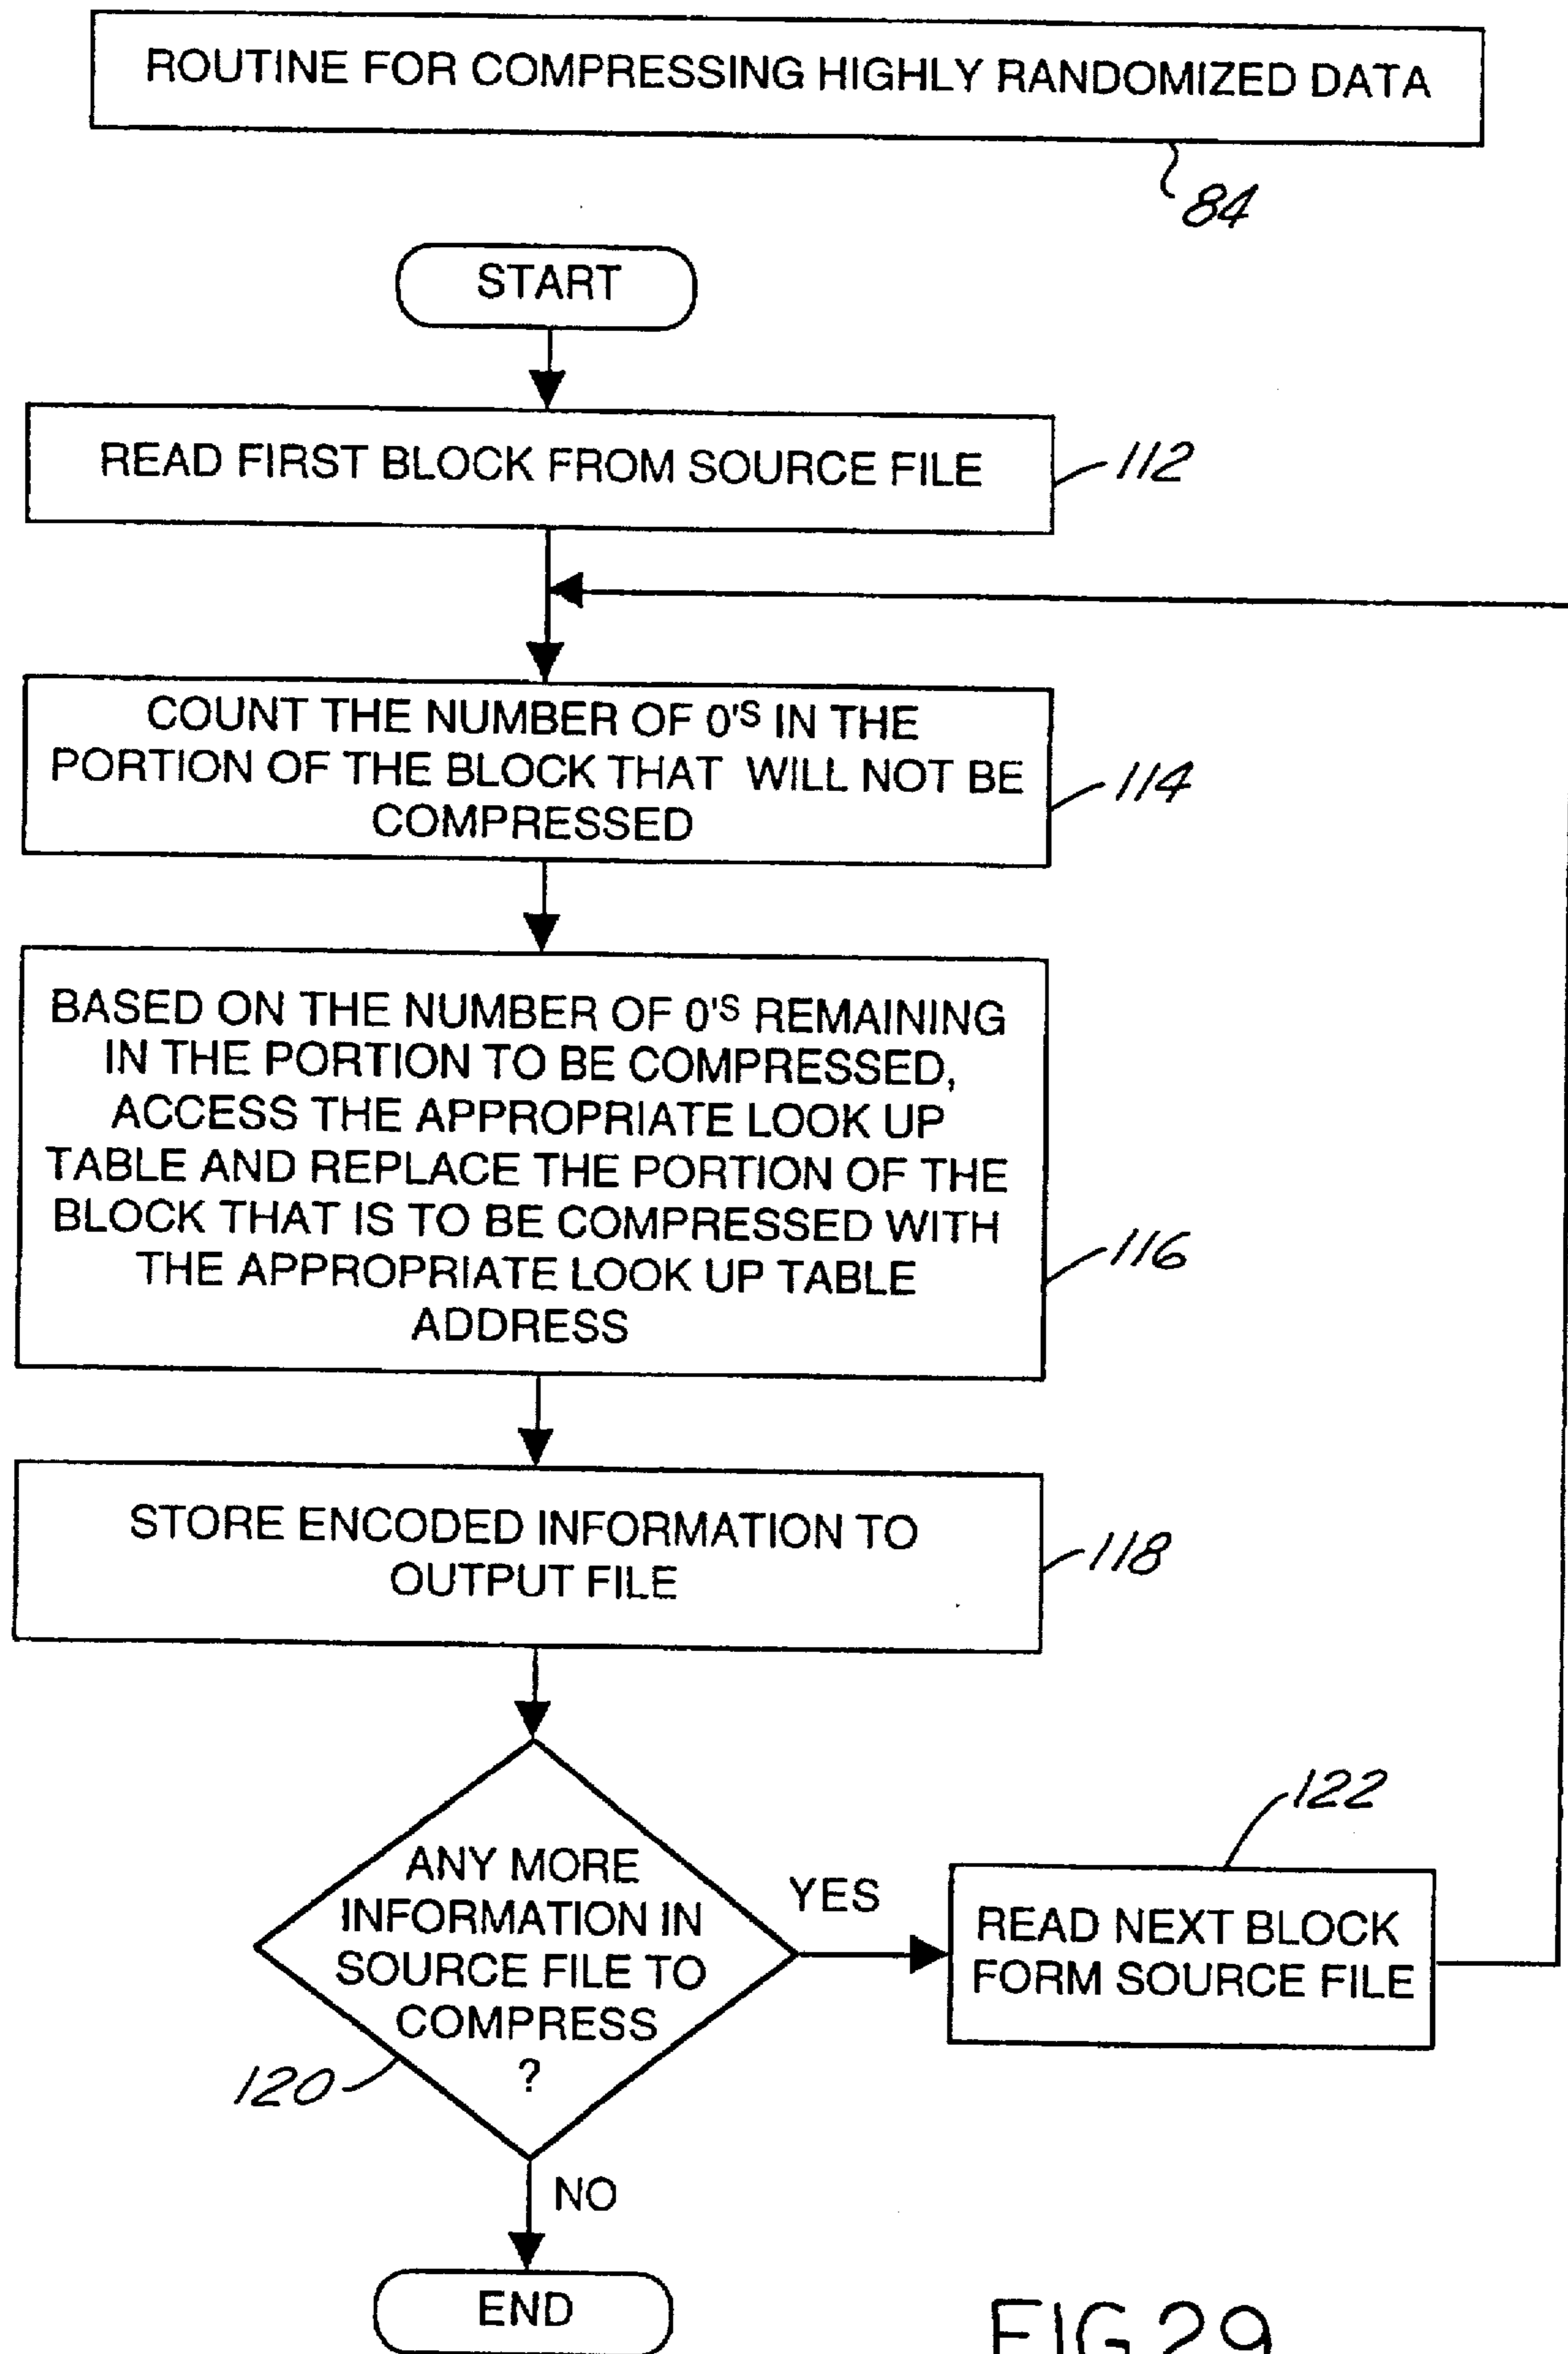 ROUTINE FOR COMPRESSING HIGHLY RANDOMIZED DATA
84
START
READ FIRST BLOCK FROM SOURCE FILE
112
COUNT THE NUMBER OF 0'S IN THE
PORTION OF THE BLOCK THAT WILL NOT BE
COMPRESSED
114
BASED ON THE NUMBER OF 0'S REMAINING
IN THE PORTION TO BE COMPRESSED,
ACCESS THE APPROPRIATE LOOK UP
TABLE AND REPLACE THE PORTION OF THE
BLOCK THAT IS TO BE COMPRESSED WITH
THE APPROPRIATE LOOK UP TABLE
ADDRESS
116
STORE ENCODED INFORMATION TO
OUTPUT FILE
118
ANY MORE
INFORMATION IN
SOURCE FILE TO
COMPRESS
?
120
YES
122
READ NEXT BLOCK
FORM SOURCE FILE
NO
END
FIG.29